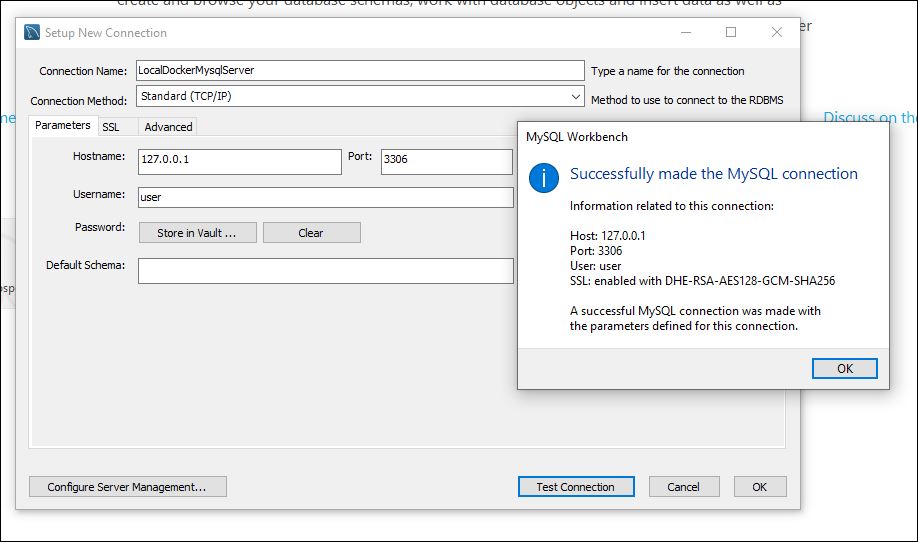 create and browse your database schemas, work with database objects and insert data as well as
Setup New Connection
Connection Name: LocalDockerMysqlServer Type a name for the connection
Connection Method: Standard (TCP/IP) Method to use to connect to the RDBMS
Parameters SSL Advanced
Discuss on the
Hostname: 127.0.0.1 Port: 3306
Username: user
Password: Store in Vault ... Clear
Default Schema:
MySQL Workbench
Successfully made the MySQL connection
Information related to this connection:
Host: 127.0.0.1
Port: 3306
User: user
SSL: enabled with DHE-RSA-AES128-GCM-SHA256
A successful MySQL connection was made with
the parameters defined for this connection.
OK
Configure Server Management... Test Connection Cancel OK